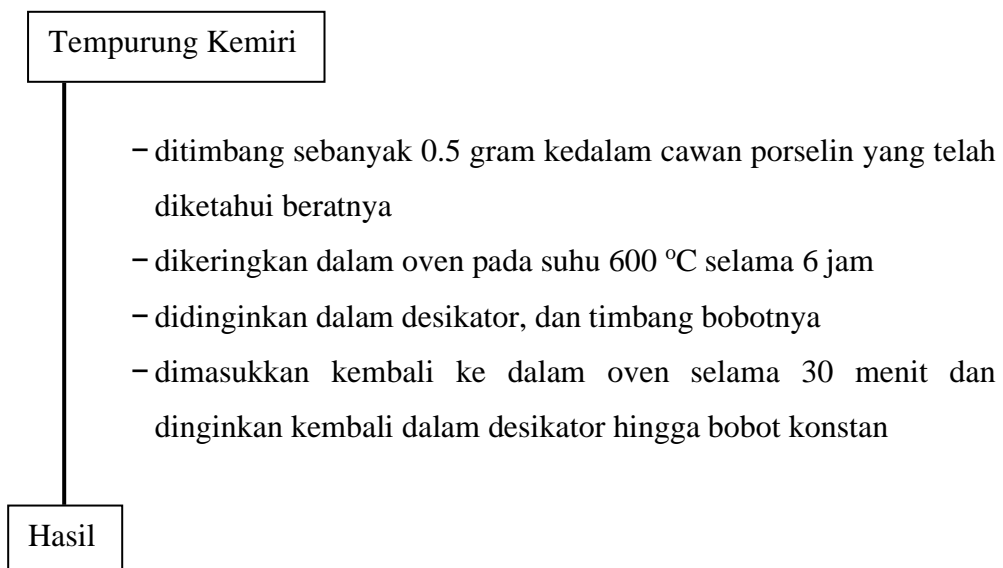 Tempurung Kemiri
− ditimbang sebanyak 0.5 gram kedalam cawan porselin yang telah
diketahui beratnya
− dikeringkan dalam oven pada suhu 600 ºC selama 6 jam
− didinginkan dalam desikator, dan timbang bobotnya
− dimasukkan kembali ke dalam oven selama 30 menit dan
dinginkan kembali dalam desikator hingga bobot konstan
Hasil